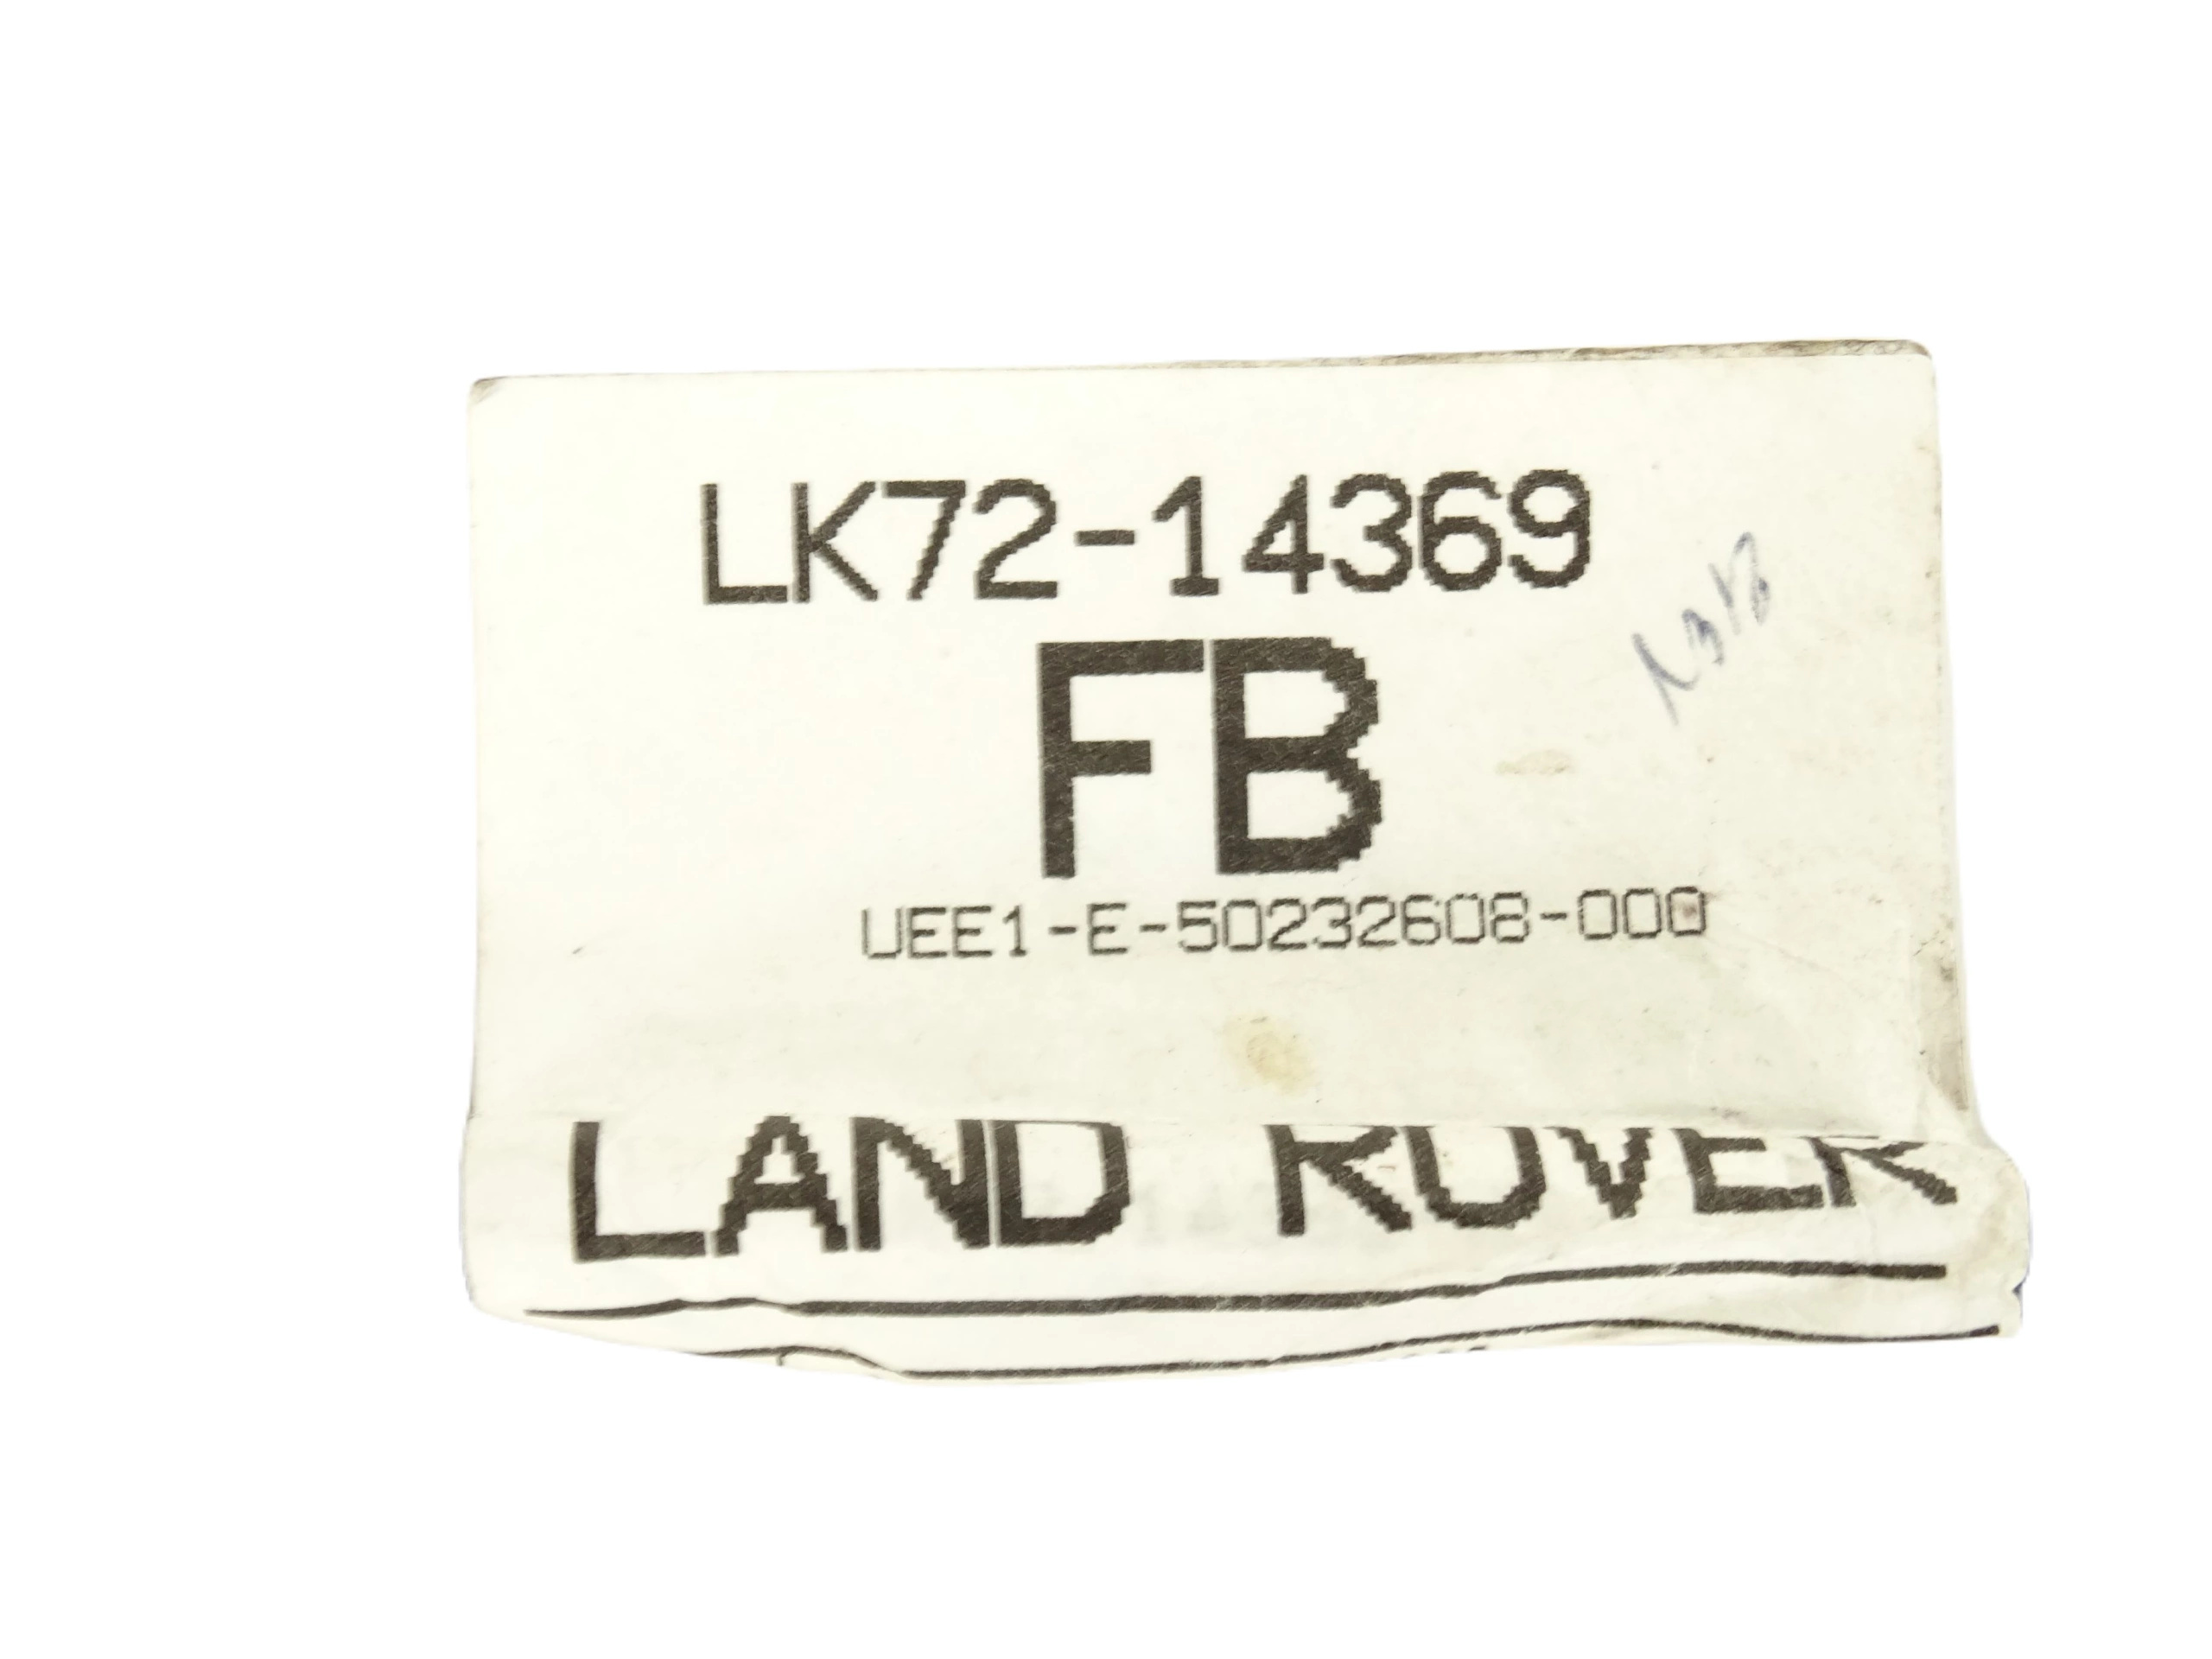 LK72-14369
FB
UEE1-E-50232608-000
LAND ROVER